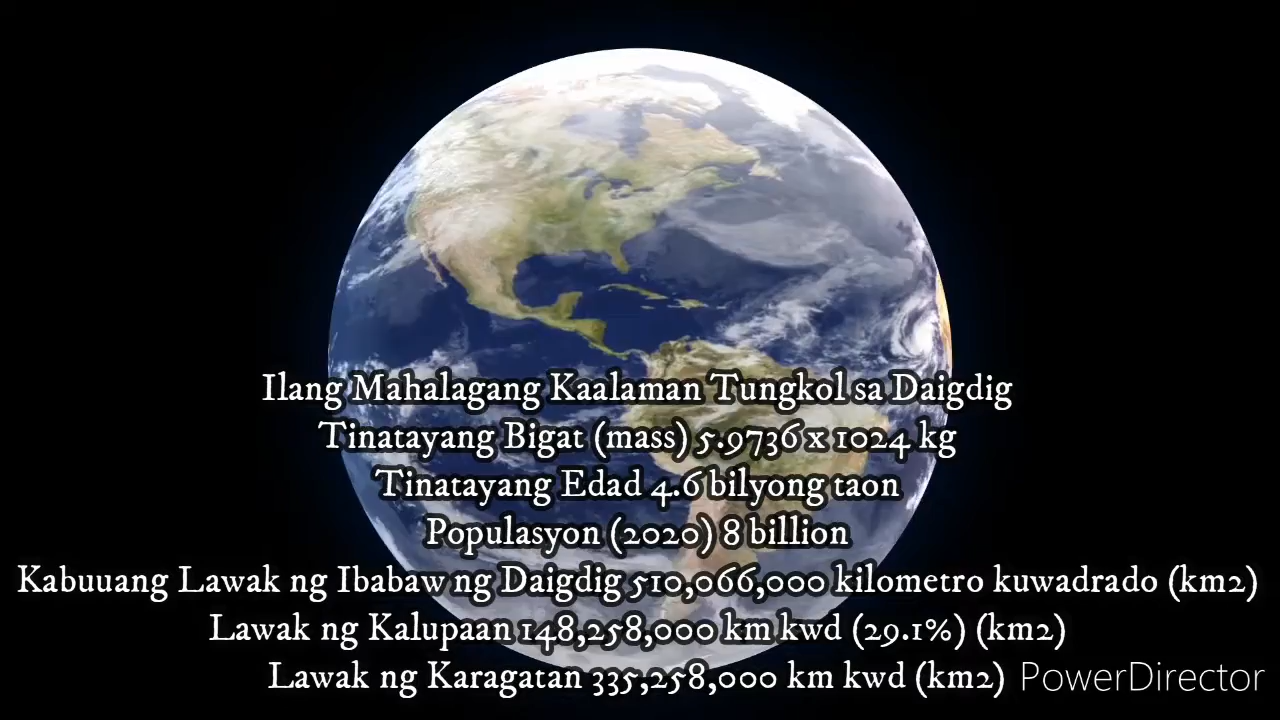 Ilang Mahalagang Kaalaman Tungkol sa Daigdig
Tinatayang Bigat (mass) 5.9736 x 1024 kg
Tinatayang Edad 4.6 bilyong taon
Populasyon (2020) 8 billion
Kabuuang Lawak ng Ibabaw ng Daigdig 510,066,000 kilometro kuwadrado (km2)
Lawak ng Kalupaan 148,258,000 km kwd (29.1%) (km2)
Lawak ng Karagatan 335,258,000 km kwd (km2)
PowerDirector